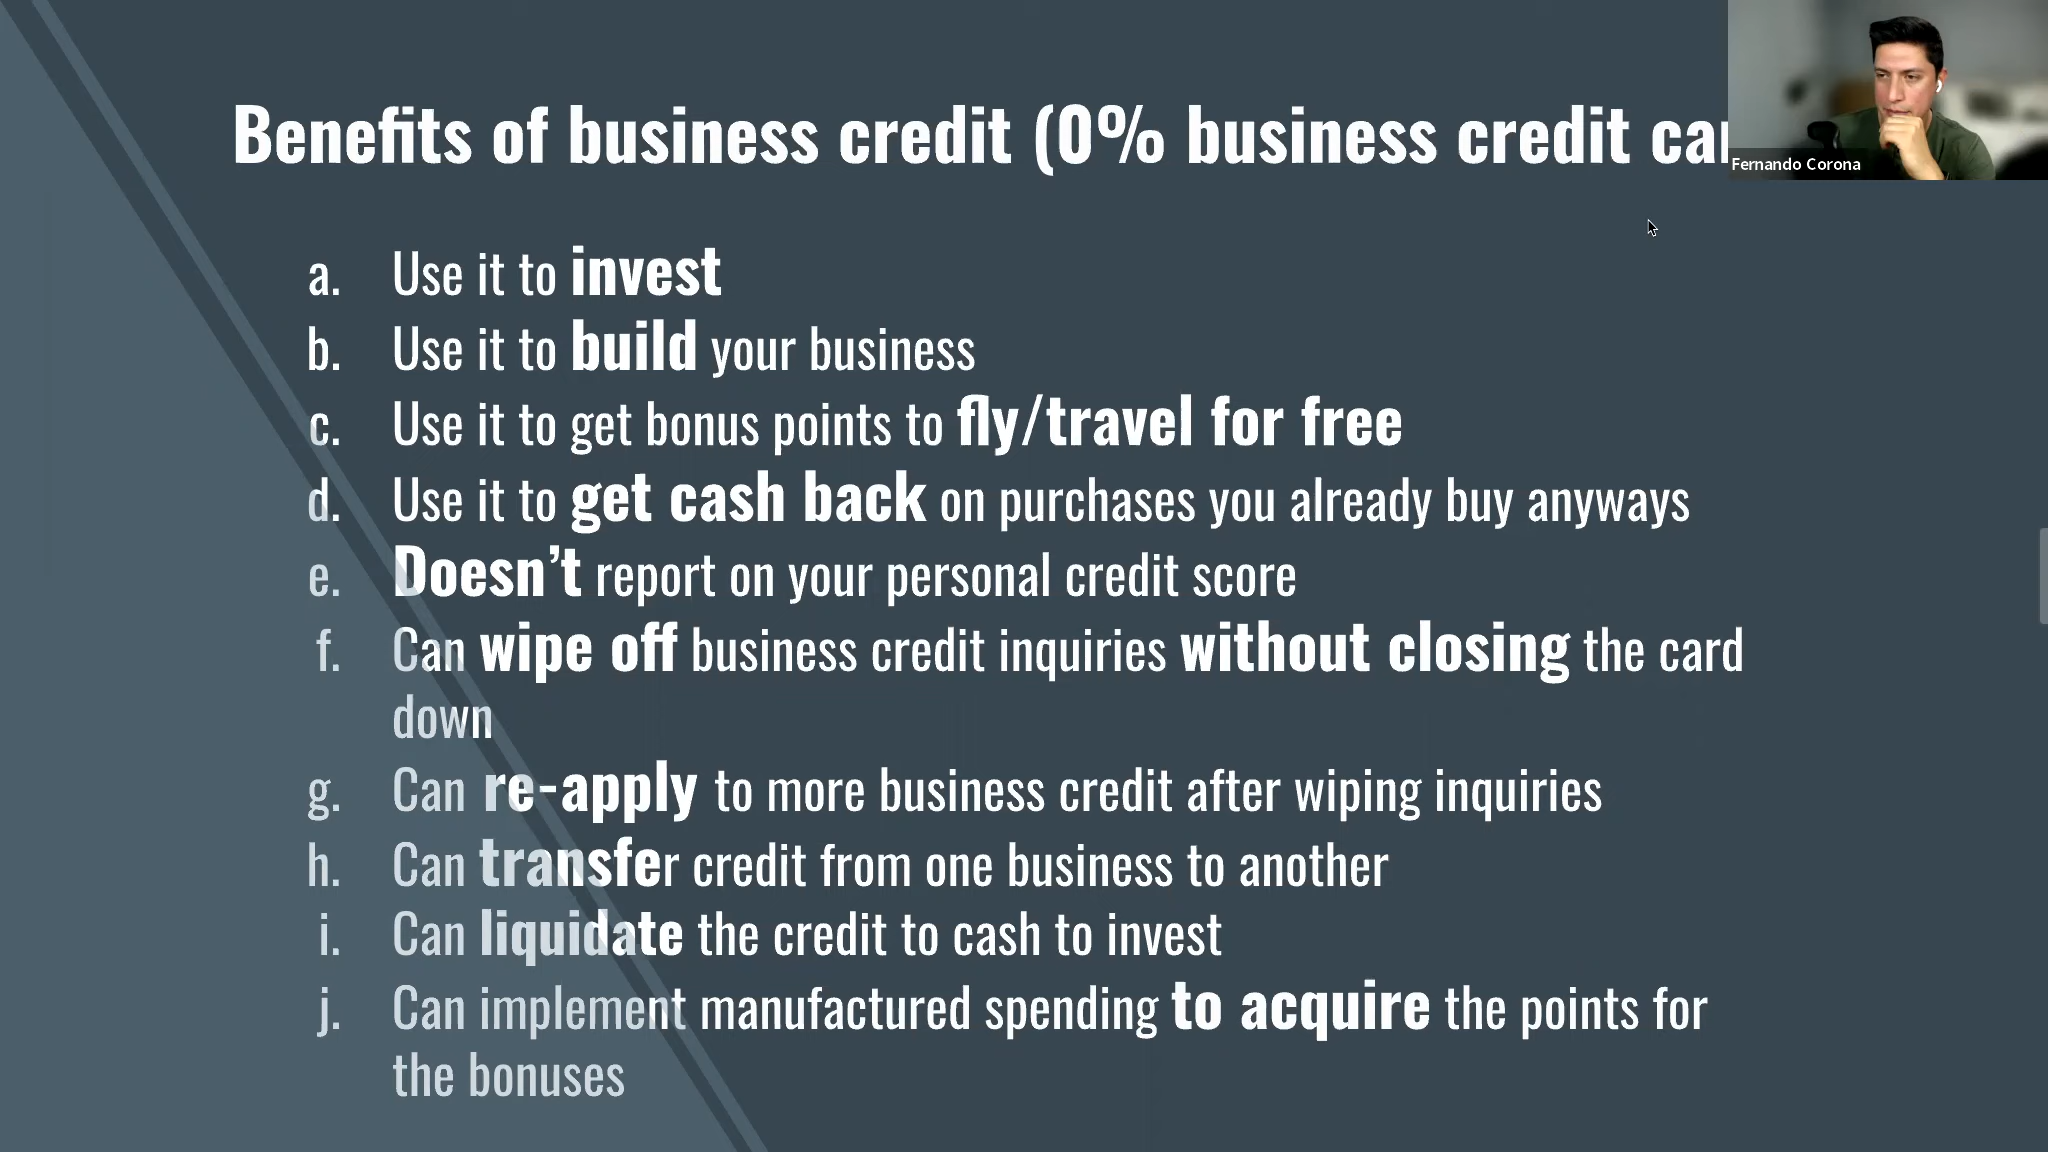 Benefits of business credit (0% business credit
Fernando Corona
a. Use it to invest
b. Use it to build your business
c. Use it to get bonus points to fly/travel for free
d. Use it to get cash back on purchases you already buy anyways
e. Doesn’t report on your personal credit score
f. Can wipe off business credit inquiries without closing the card
down
g. Can re-apply to more business credit after wiping inquiries
h. Can transfer credit from one business to another
i. Can liquidate the credit to cash to invest
j. Can implement manufactured spending to acquire the points for
the bonuses